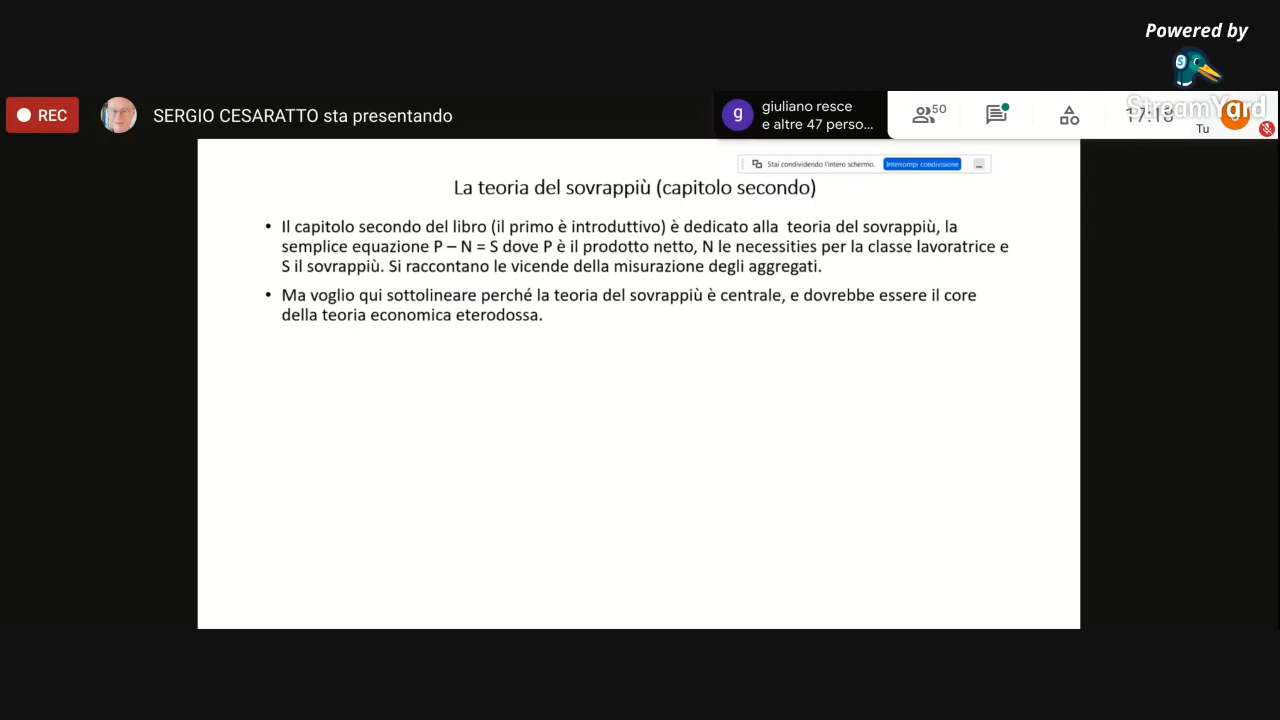 Powered by
StreamYard
REC
SERGIO CESARATTO sta presentando
g
giuliano resce
e altre 47 perso...
50
Tu
Stai condividendo l'intero schermo.
Interrompi condivisione
La teoria del sovrappiù (capitolo secondo)
• Il capitolo secondo del libro (il primo è introduttivo) è dedicato alla teoria del sovrappiù, la
semplice equazione P – N = S dove P è il prodotto netto, N le necessities per la classe lavoratrice e
S il sovrappiù. Si raccontano le vicende della misurazione degli aggregati.
• Ma voglio qui sottolineare perché la teoria del sovrappiù è centrale, e dovrebbe essere il core
della teoria economica eterodossa.